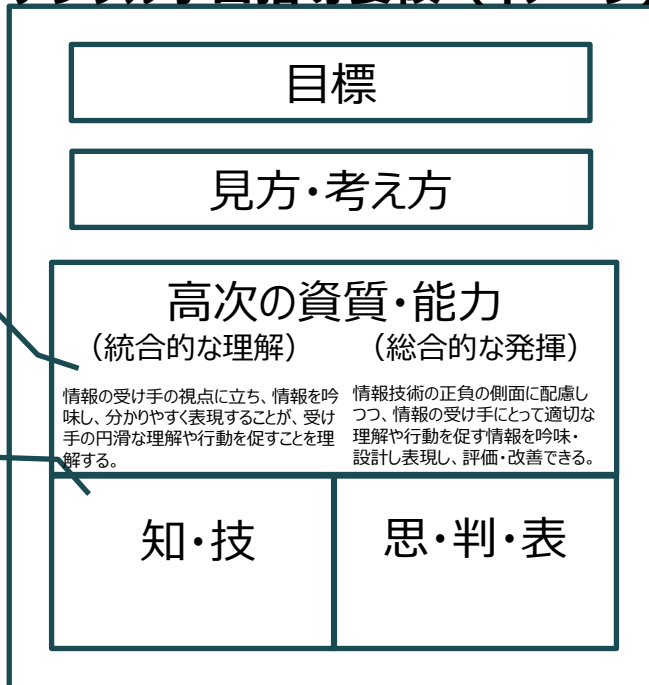 目標
見方・考え方
高次の資質・能力
（統合的な理解）
（総合的な発揮）
情報の受け手の視点に立ち、情報を吟
味し、分かりやすく表現することが、受け
手の円滑な理解や行動を促すことを理
解する。
情報技術の正負の側面に配慮し
つつ、情報の受け手にとって適切な
理解や行動を促す情報を吟味・
設計し表現し、評価・改善できる。
知・技
思・判・表